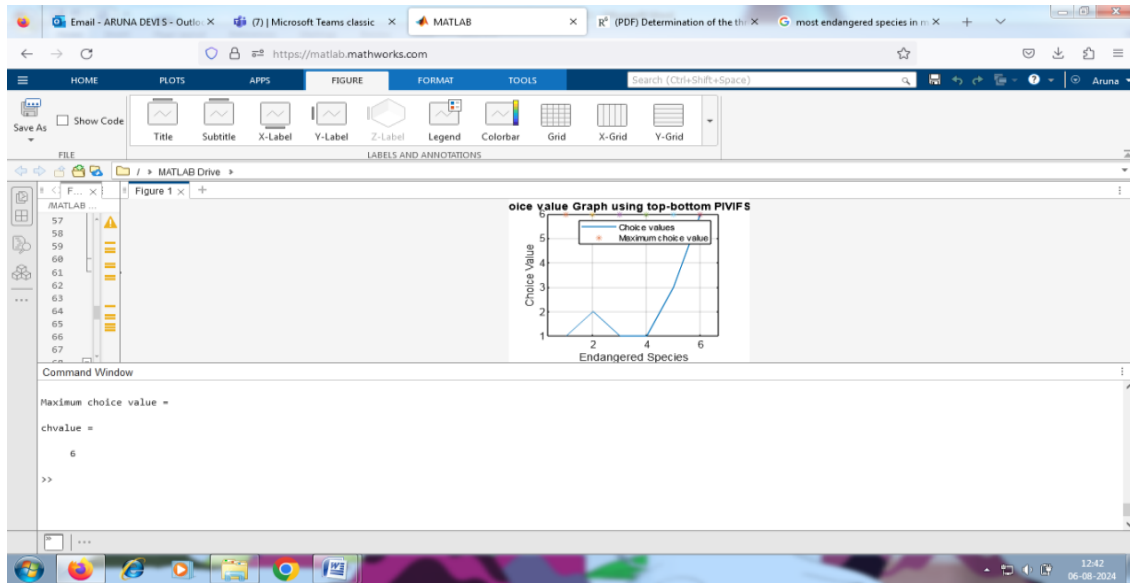 Email - ARUNA DEVI S - Outlo
(7) | Microsoft Teams classic
MATLAB
(PDF) Determination of the thr
most endangered species in m
https://matlab.mathworks.com
HOME PLOTS APPS FIGURE FORMAT TOOLS Search (Ctrl+Shift+Space) Aruna
Save As
Show Code
Title Subtitle X-Label Y-Label Z-Label Legend Colorbar Grid X-Grid Y-Grid
FILE LABELS AND ANNOTATIONS
/ MATLAB Drive
F... Figure 1
/MATLAB ...
57
58
59
60
61
62
63
64
65
66
67
oice value Graph using top-bottom PIVIFS
Choice values
Maximum choice value
Choice Value
6
5
4
3
2
1
2 4 6
Endangered Species
Command Window
Maximum choice value =
chvalue =
6
>>
12:42
06-08-2024